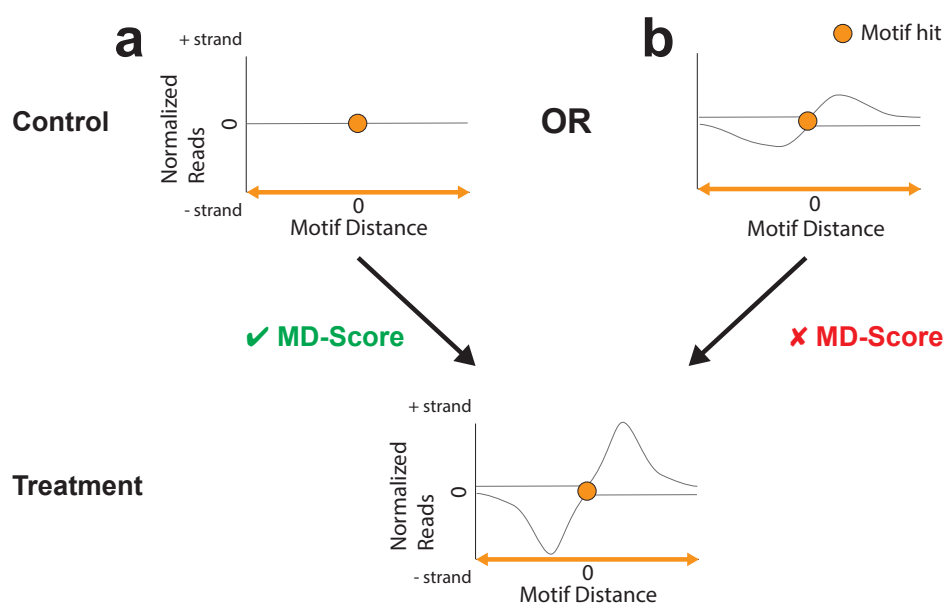 a
b
+ strand
Motif hit
Control
Normalized
Reads
0
OR
- strand
0
Motif Distance
0
Motif Distance
✔ MD-Score
✘ MD-Score
+ strand
Treatment
Normalized
Reads
0
- strand
0
Motif Distance